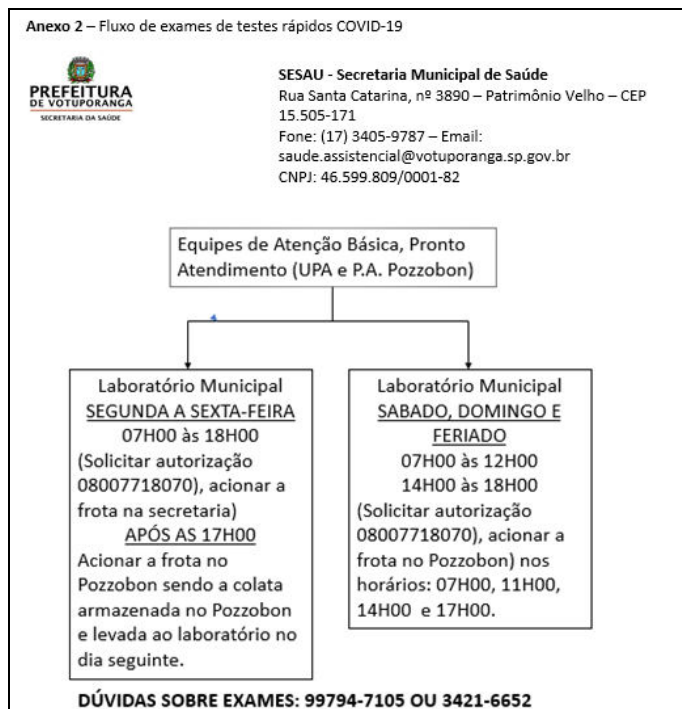 Anexo 2 – Fluxo de exames de testes rápidos COVID-19
PREFEITURA
DE VOTUPORANGA
SECRETARIA DA SAÚDE
SESAU - Secretaria Municipal de Saúde
Rua Santa Catarina, nº 3890 – Patrimônio Velho – CEP
15.505-171
Fone: (17) 3405-9787 – Email:
saude.assistencial@votuporanga.sp.gov.br
CNPJ: 46.599.809/0001-82
Equipes de Atenção Básica, Pronto
Atendimento (UPA e P.A. Pozzobon)
Laboratório Municipal
SEGUNDA A SEXTA-FEIRA
07H00 às 18H00
(Solicitar autorização
08007718070), acionar a
frota na secretaria)
APÓS AS 17H00
Acionar a frota no
Pozzobon sendo a colata
armazenada no Pozzobon
e levada ao laboratório no
dia seguinte.
Laboratório Municipal
SABADO, DOMINGO E
FERIADO
07H00 às 12H00
14H00 às 18H00
(Solicitar autorização
08007718070), acionar a
frota no Pozzobon) nos
horários: 07H00, 11H00,
14H00 e 17H00.
DÚVIDAS SOBRE EXAMES: 99794-7105 OU 3421-6652